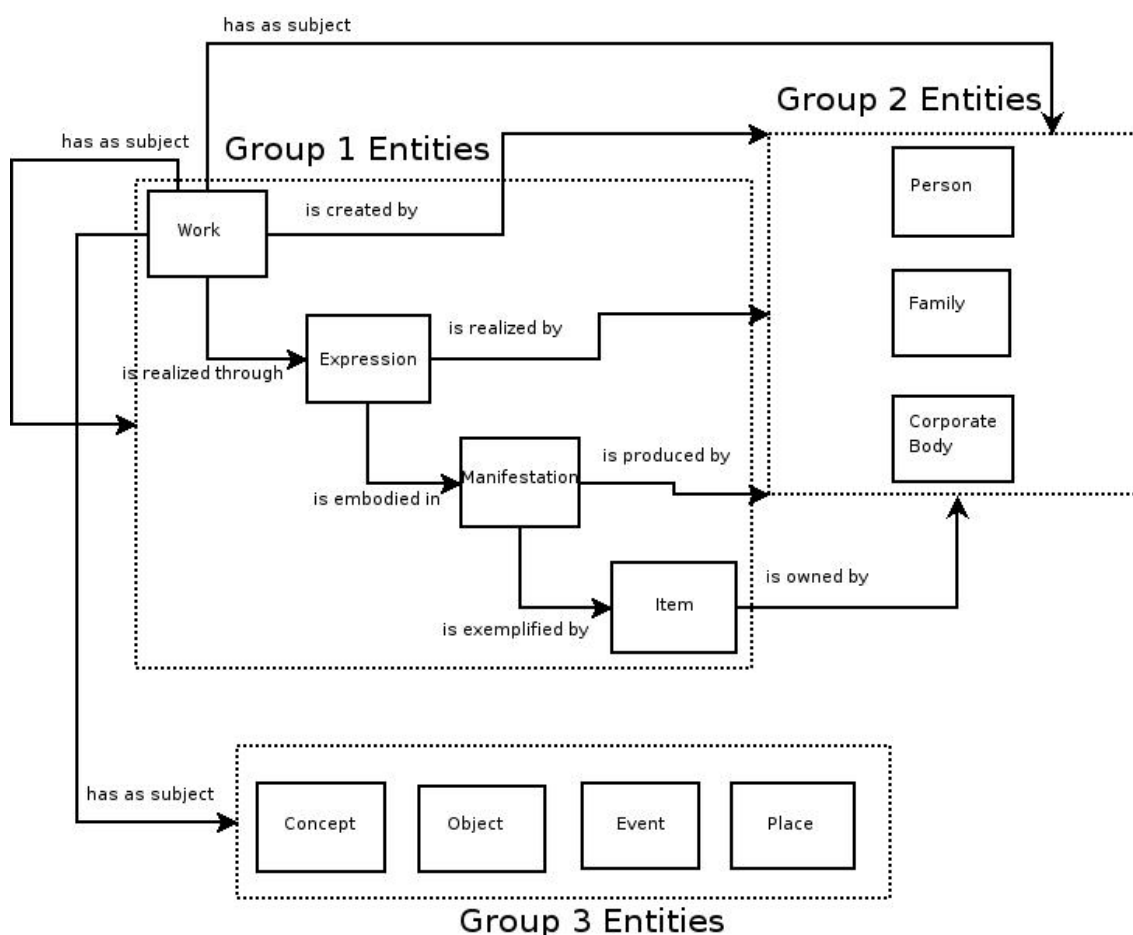 has as subject
Group 2 Entities
has as subject
Group 1 Entities
Person
is created by
Work
Family
is realized by
Expression
is realized through
Corporate
Body
is produced by
Manifestation
is embodied in
is owned by
Item
is exemplified by
has as subject
Concept
Object
Event
Place
Group 3 Entities